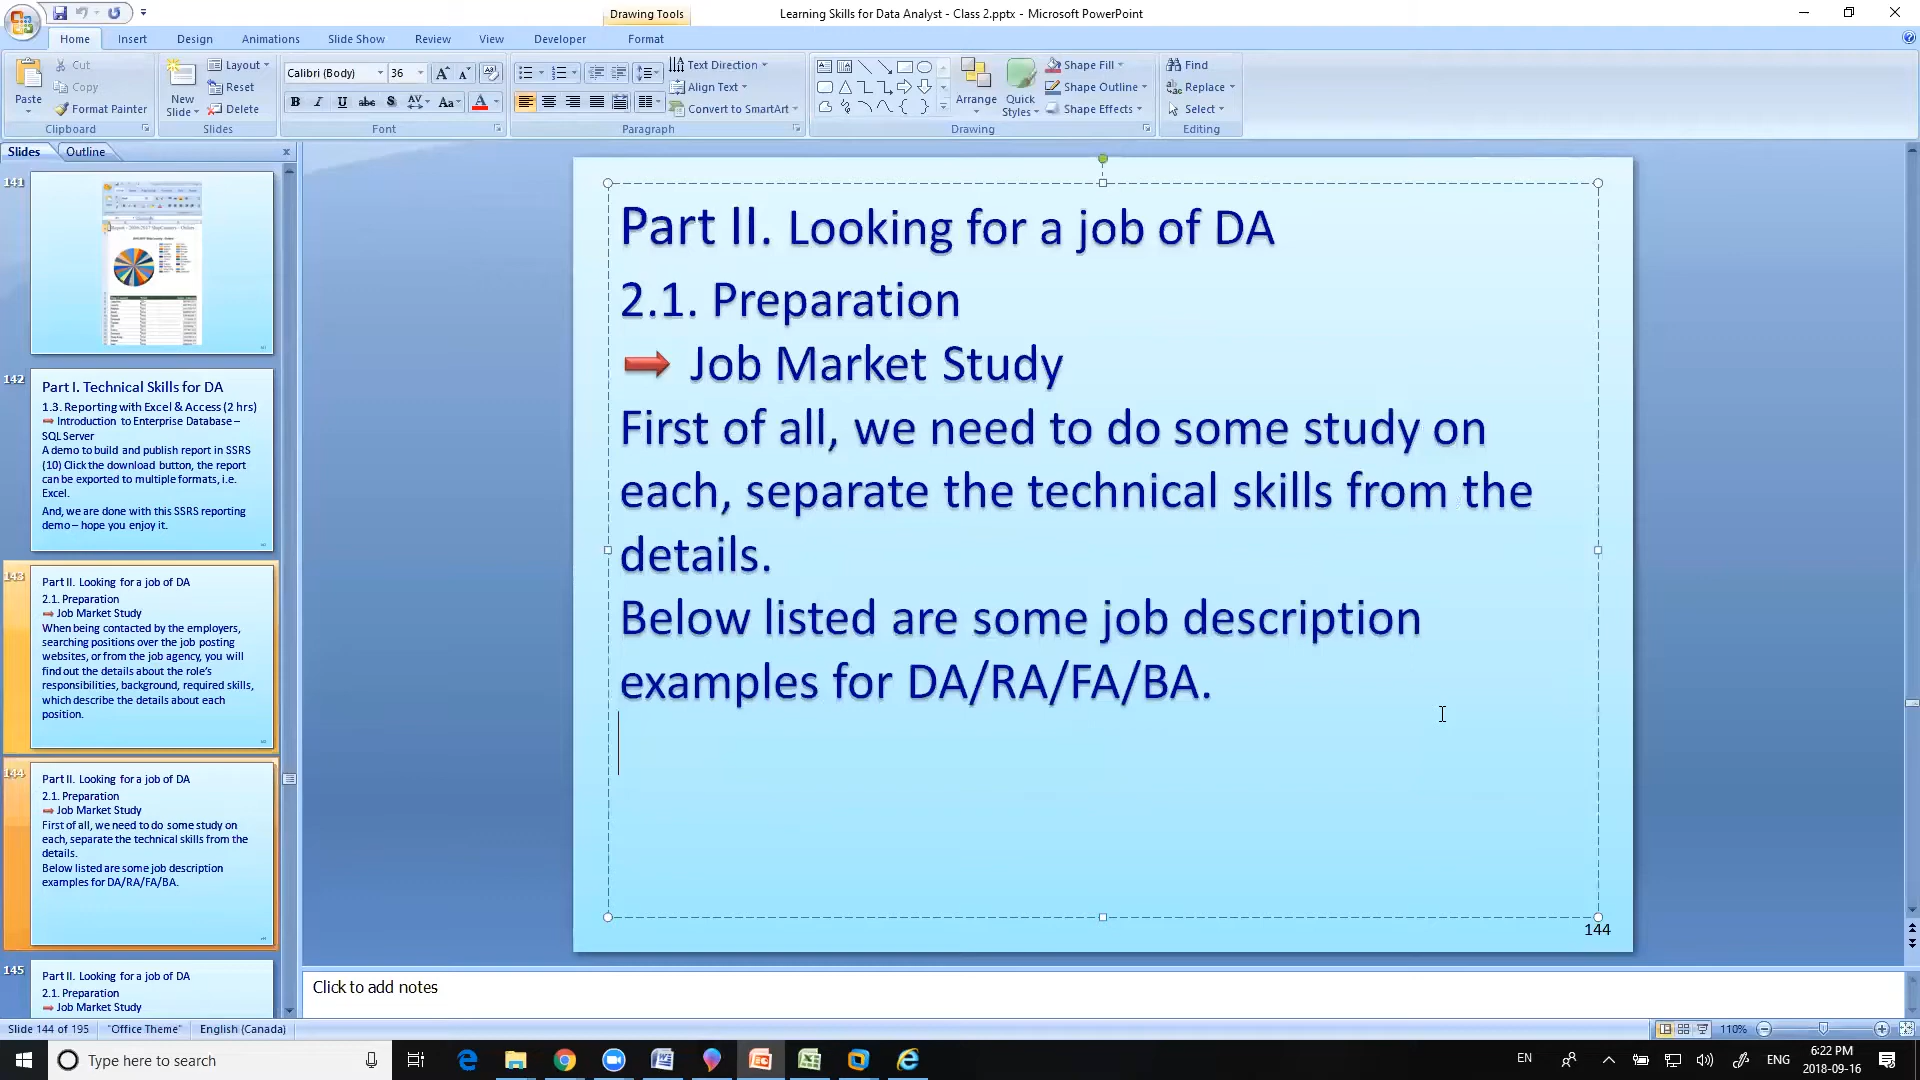 Drawing Tools
Learning Skills for Data Analyst - Class 2.pptx - Microsoft PowerPoint
Home
Insert
Design
Animations
Slide Show
Review
View
Developer
Format
Paste
Cut
Copy
Format Painter
Clipboard
New
Slide
Layout
Reset
Delete
Slides
Calibri (Body)
36
Font
Text Direction
Align Text
Convert to SmartArt
Paragraph
Arrange
Quick
Styles
Shape Fill
Shape Outline
Shape Effects
Drawing
Find
Replace
Select
Editing
Slides
Outline
141
142
Part I. Technical Skills for DA
1.3. Reporting with Excel & Access (2 hrs)
Introduction to Enterprise Database –
SQL Server
A demo to build and publish report in SSRS
(10) Click the download button, the report
can be exported to multiple formats, i.e.
Excel.
And, we are done with this SSRS reporting
demo – hope you enjoy it.
143
Part II. Looking for a job of DA
2.1. Preparation
Job Market Study
When being contacted by the employers,
searching positions over the job posting
websites, or from the job agency, you will
find out the details about the role's
responsibilities, background, required skills,
which describe the details about each
position.
144
Part II. Looking for a job of DA
2.1. Preparation
Job Market Study
First of all, we need to do some study on
each, separate the technical skills from the
details.
Below listed are some job description
examples for DA/RA/FA/BA.
145
Part II. Looking for a job of DA
2.1. Preparation
Job Market Study
Part II. Looking for a job of DA
2.1. Preparation
Job Market Study
First of all, we need to do some study on
each, separate the technical skills from the
details.
Below listed are some job description
examples for DA/RA/FA/BA.
144
Click to add notes
Slide 144 of 195
"Office Theme"
English (Canada)
110%
Type here to search
EN
ENG
6:22 PM
2018-09-16